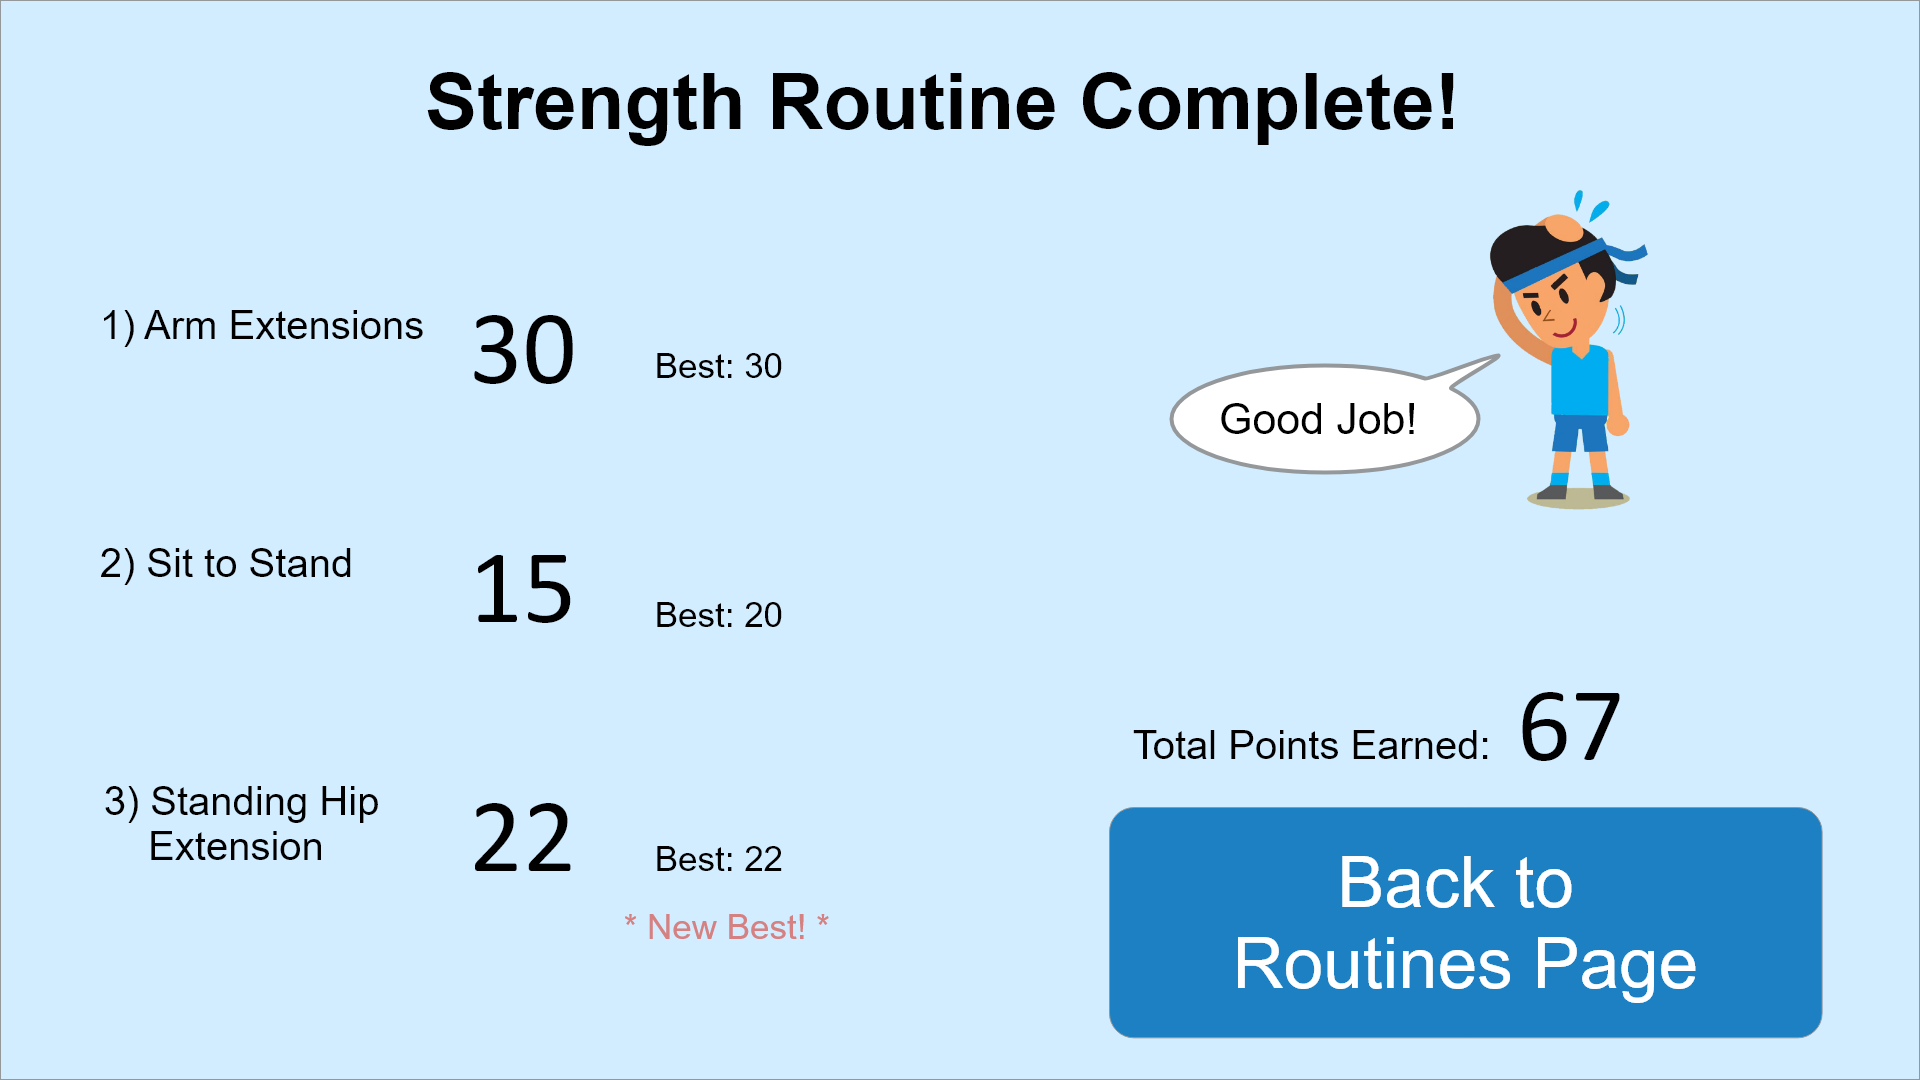 Strength Routine Complete!
1) Arm Extensions 30 Best: 30
Good Job!
2) Sit to Stand 15 Best: 20
3) Standing Hip
Extension 22 Best: 22
* New Best! *
Total Points Earned: 67
Back to
Routines Page